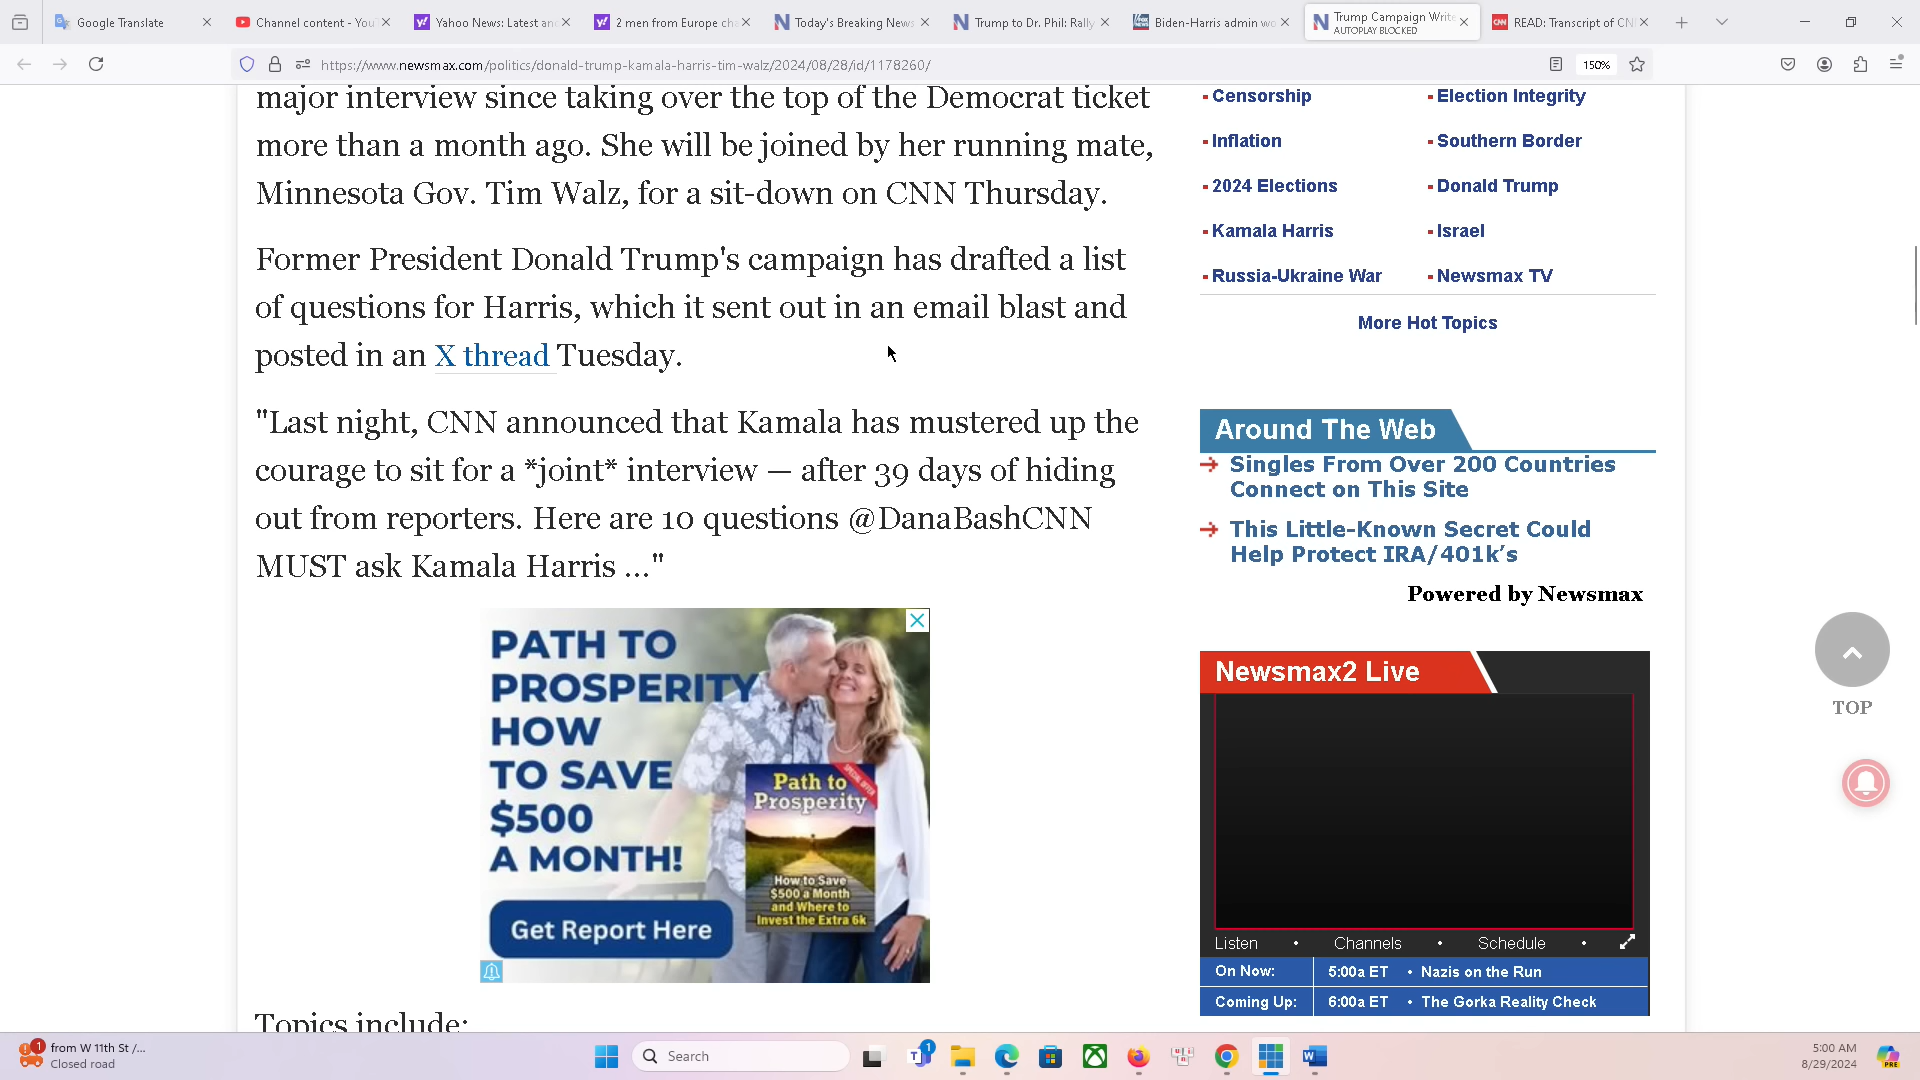 Google Translate
Channel content - You
Yahoo News: Latest and
2 men from Europe cha
Today's Breaking News
Trump to Dr. Phil: Rally
Biden-Harris admin wo
Trump Campaign Write
AUTOPLAY BLOCKED
CNN
READ: Transcript of CN
https://www.newsmax.com/politics/donald-trump-kamala-harris-tim-walz/2024/08/28/id/1178260/
150%
major interview since taking over the top of the Democrat ticket
more than a month ago. She will be joined by her running mate,
Minnesota Gov. Tim Walz, for a sit-down on CNN Thursday.
Former President Donald Trump's campaign has drafted a list
of questions for Harris, which it sent out in an email blast and
posted in an X thread Tuesday.
"Last night, CNN announced that Kamala has mustered up the
courage to sit for a *joint* interview — after 39 days of hiding
out from reporters. Here are 10 questions @DanaBashCNN
MUST ask Kamala Harris ..."
PATH TO
PROSPERITY
HOW
TO SAVE
$500
A MONTH!
Get Report Here
SPECIAL OFFER
Path to
Prosperity
How to Save
$500 a Month
and Where to
Invest the Extra 6k
Topics include:
Censorship
Election Integrity
Inflation
Southern Border
2024 Elections
Donald Trump
Kamala Harris
Israel
Russia-Ukraine War
Newsmax TV
More Hot Topics
Around The Web
Singles From Over 200 Countries
Connect on This Site
This Little-Known Secret Could
Help Protect IRA/401k's
Powered by Newsmax
Newsmax2 Live
Listen • Channels • Schedule •
On Now: 5:00a ET • Nazis on the Run
Coming Up: 6:00a ET • The Gorka Reality Check
TOP
1
from W 11th St /...
Closed road
Search
1
5:00 AM
8/29/2024
PRE